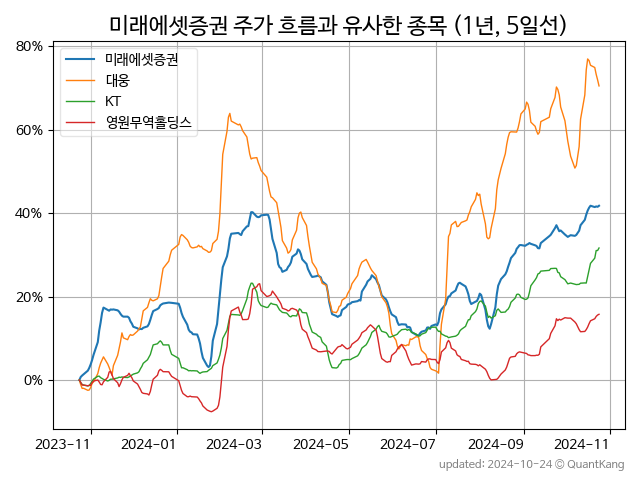 미래에셋증권 주가 흐름과 유사한 종목 (1년, 5일선)
미래에셋증권
대웅
KT
영원무역홀딩스
80%
60%
40%
20%
0%
2023-11 2024-01 2024-03 2024-05 2024-07 2024-09 2024-11
updated: 2024-10-24 © QuantKang